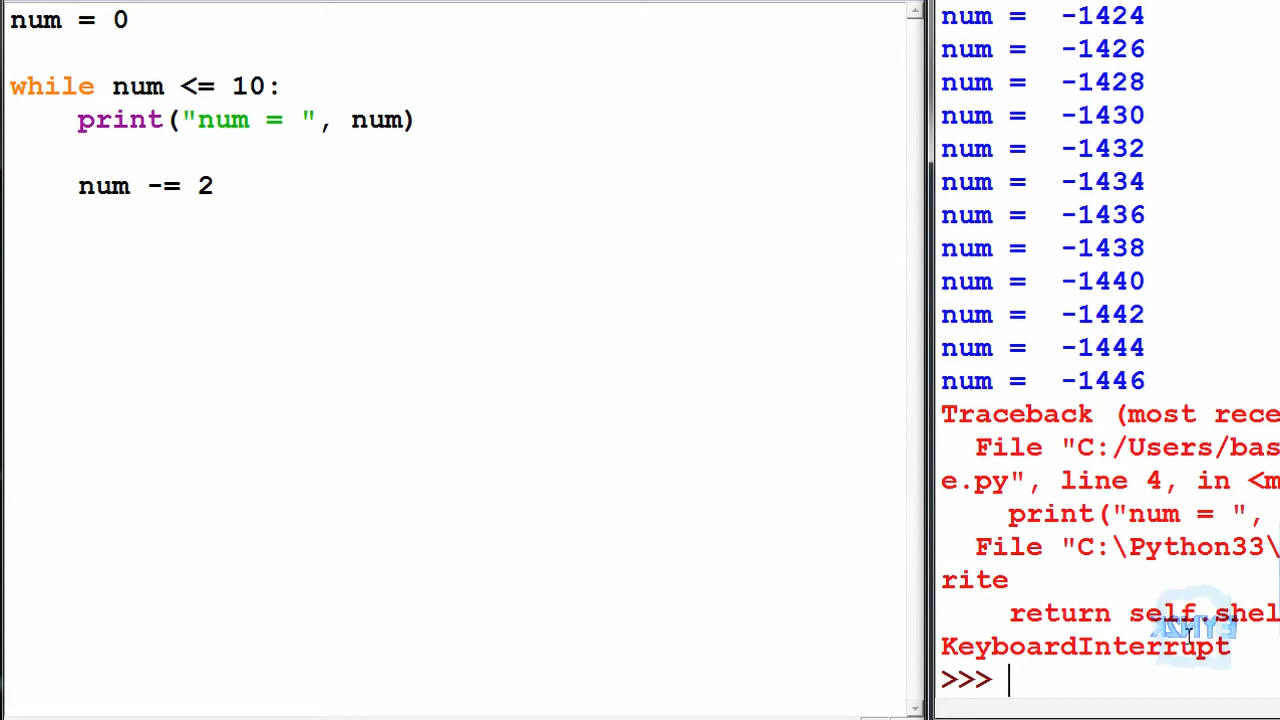 num = 0
while num <= 10:
print("num = ", num)
num -= 2
num =  -1424
num =  -1426
num =  -1428
num =  -1430
num =  -1432
num =  -1434
num =  -1436
num =  -1438
num =  -1440
num =  -1442
num =  -1444
num =  -1446
Traceback (most rece
File "C:/Users/bas
e.py", line 4, in <m
print("num = ",
File "C:\Python33\
rite
return self.shel
KeyboardInterrupt
>>>